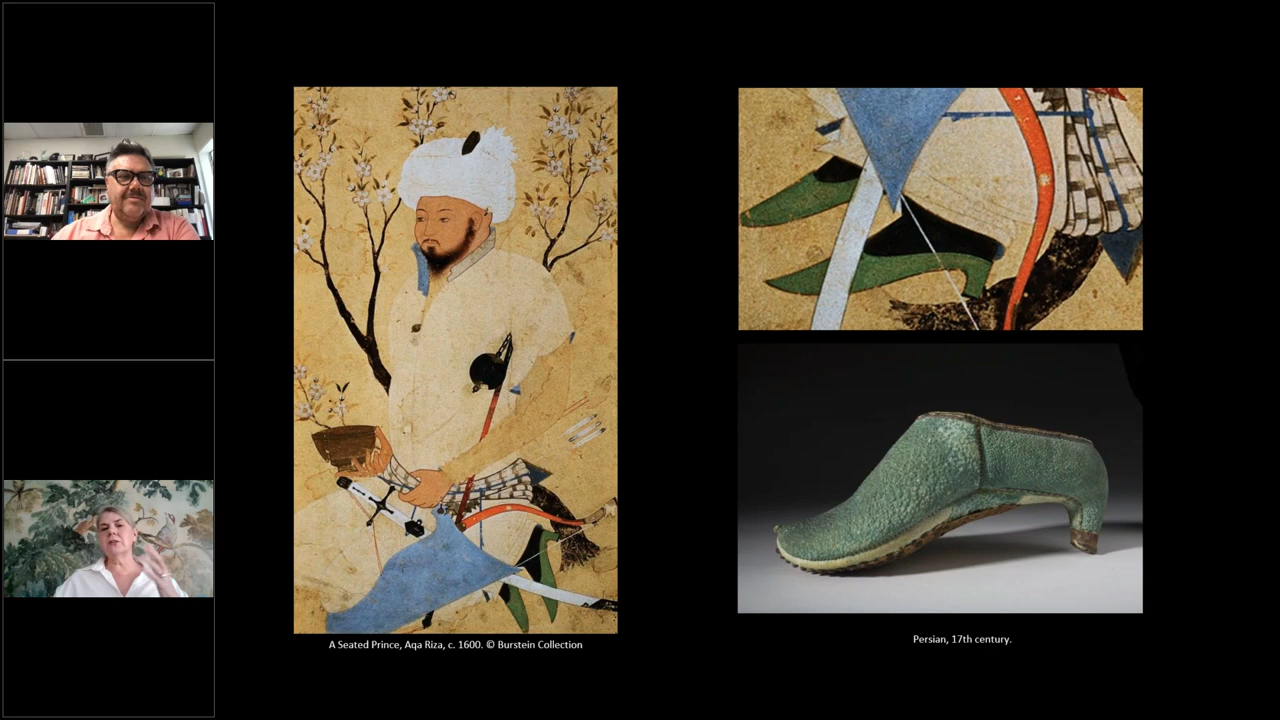 A Seated Prince, Aqa Riza, c. 1600. © Burstein Collection
Persian, 17th century.